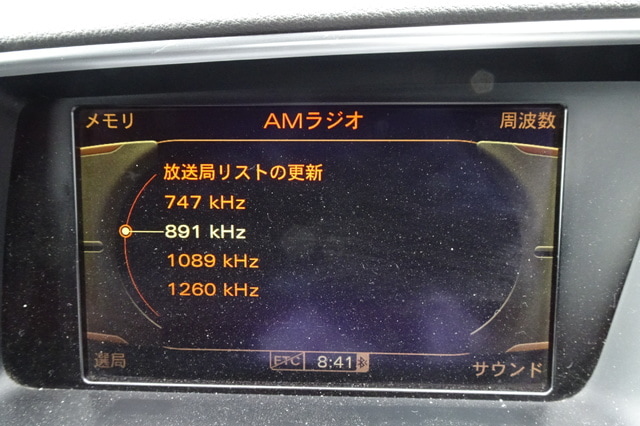 メモリ AMラジオ 周波数
放送局リストの更新
747 kHz
891 kHz
1089 kHz
1260 kHz
選局 ETC 8:41 サウンド